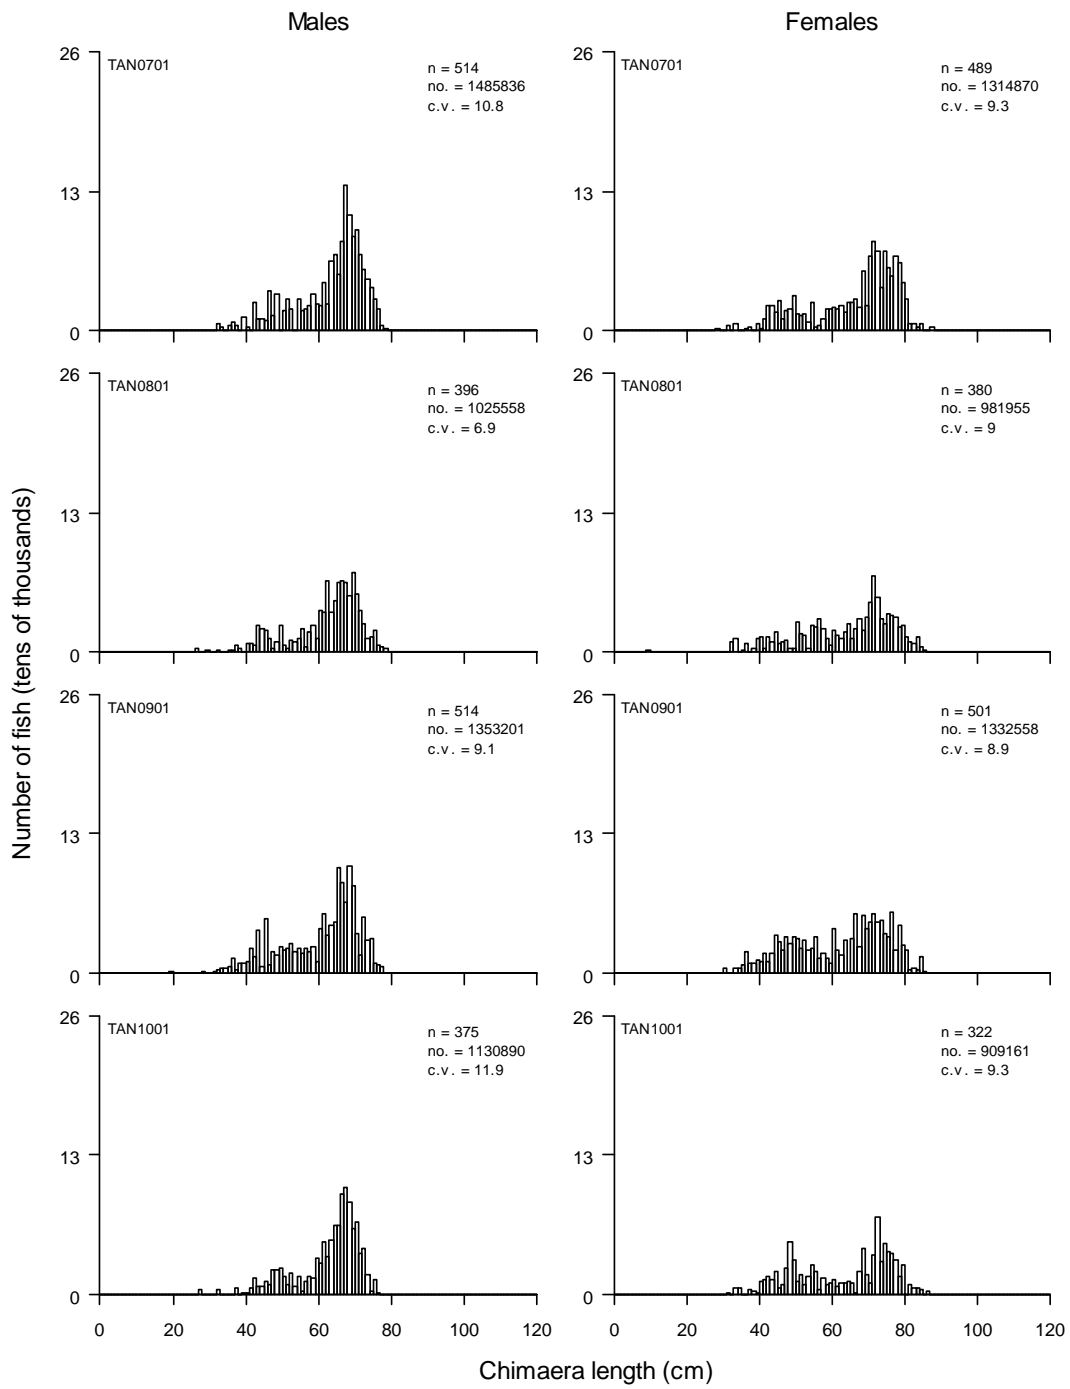 Males
Females
26
TAN0701
n = 514
no. = 1485836
c.v. = 10.8
13
0
26
TAN0701
n = 489
no. = 1314870
c.v. = 9.3
13
0
26
TAN0801
n = 396
no. = 1025558
c.v. = 6.9
13
0
26
TAN0801
n = 380
no. = 981955
c.v. = 9
13
0
Number of fish (tens of thousands)
26
TAN0901
n = 514
no. = 1353201
c.v. = 9.1
13
0
26
TAN0901
n = 501
no. = 1332558
c.v. = 8.9
13
0
26
TAN1001
n = 375
no. = 1130890
c.v. = 11.9
13
0
0 20 40 60 80 100 120
26
TAN1001
n = 322
no. = 909161
c.v. = 9.3
13
0
0 20 40 60 80 100 120
Chimaera length (cm)